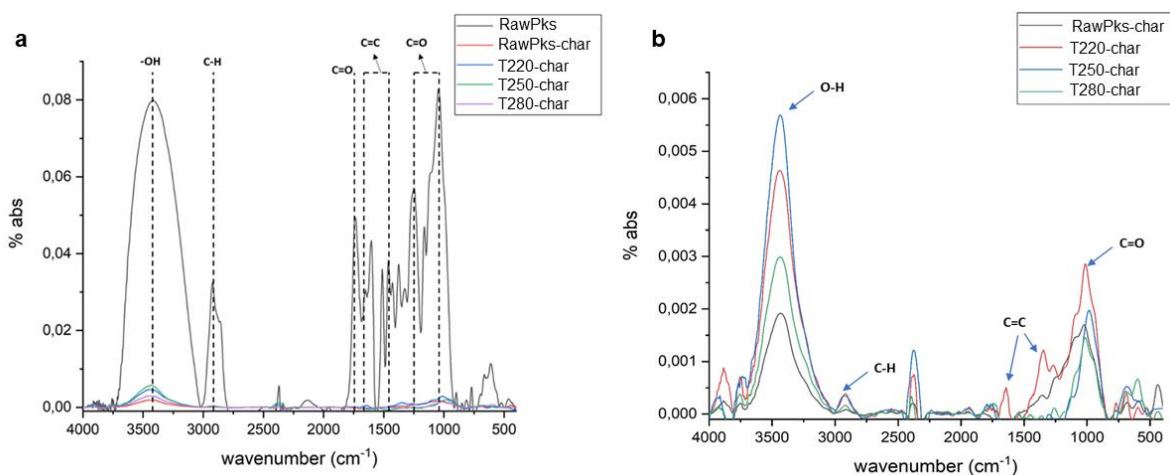 a
RawPks
RawPks-char
T220-char
T250-char
T280-char
-OH
C-H
C=O
C=C
C=O
0,08
0,06
0,04
0,02
0,00
% abs
4000 3500 3000 2500 2000 1500 1000 500
wavenumber (cm-1)
b
RawPks-char
T220-char
T250-char
T280-char
O-H
C-H
C=C
C=O
0,006
0,005
0,004
0,003
0,002
0,001
0,000
% abs
4000 3500 3000 2500 2000 1500 1000 500
wavenumber (cm-1)